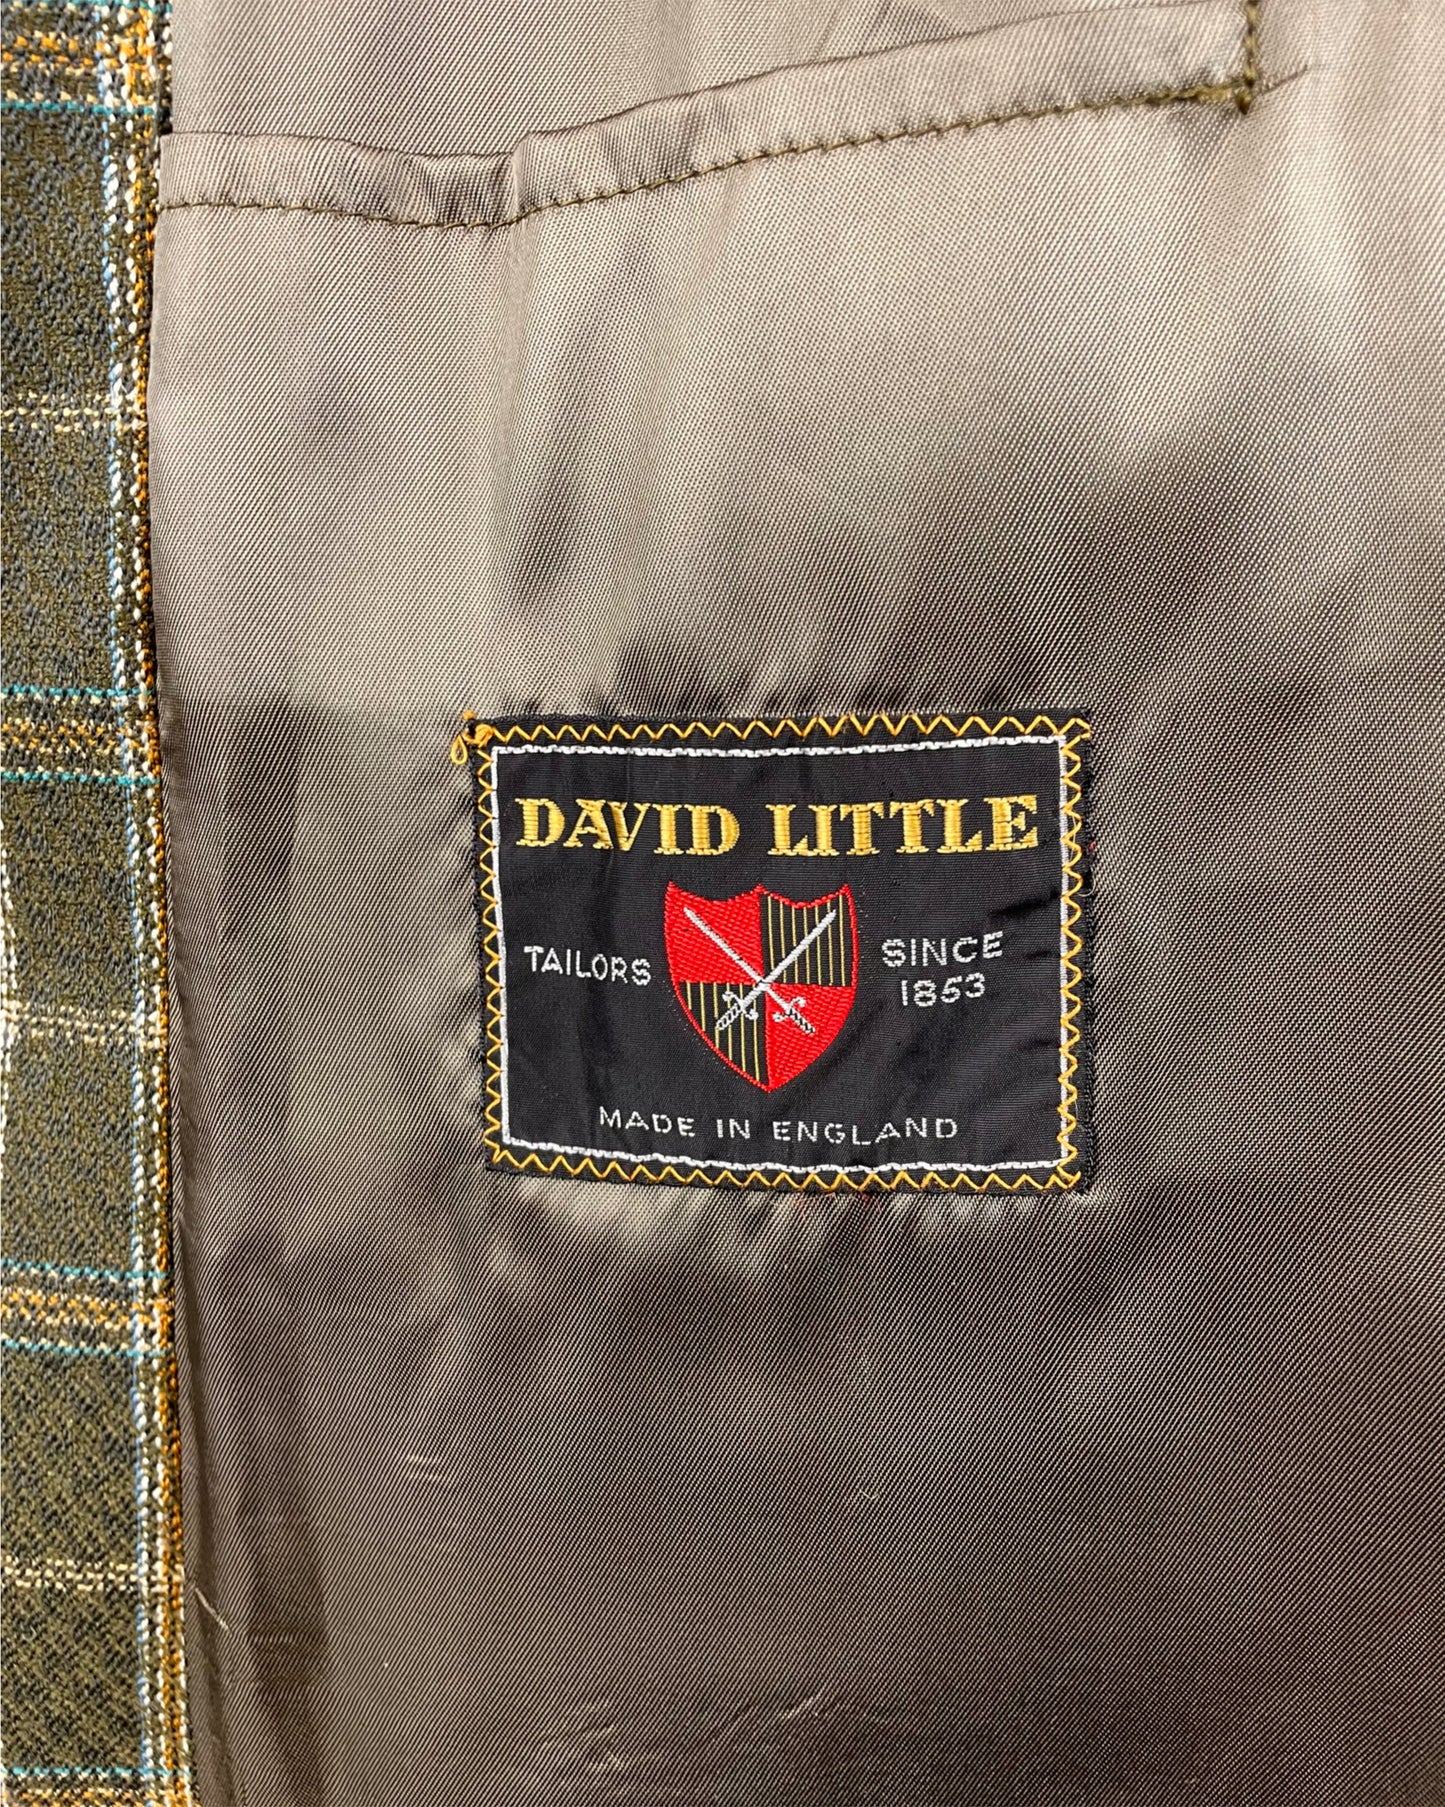 DAVID LITTLE
TAILORS
SINCE
1853
MADE IN ENGLAND